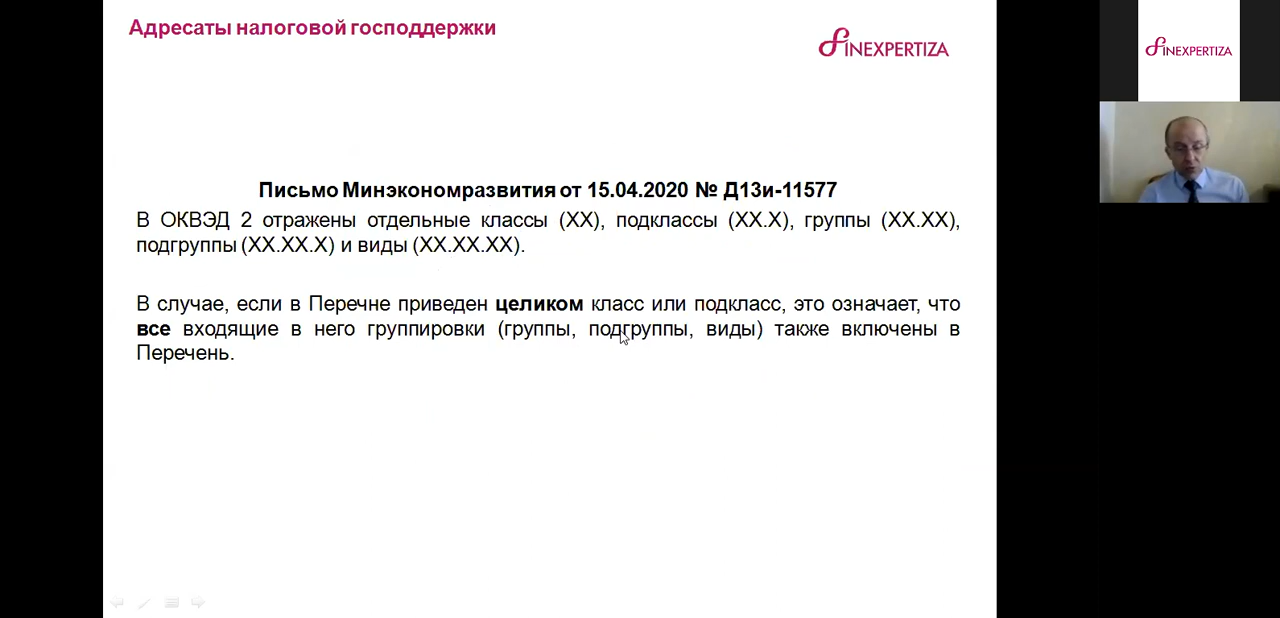 Адресаты налоговой господдержки
FINEXPERTIZA
FINEXPERTIZA
Письмо Минэкономразвития от 15.04.2020 № Д13и-11577
В ОКВЭД 2 отражены отдельные классы (XX), подклассы (XX.X), группы (XX.XX),
подгруппы (XX.XX.X) и виды (XX.XX.XX).
В случае, если в Перечне приведен целиком класс или подкласс, это означает, что
все входящие в него группировки (группы, подгруппы, виды) также включены в
Перечень.